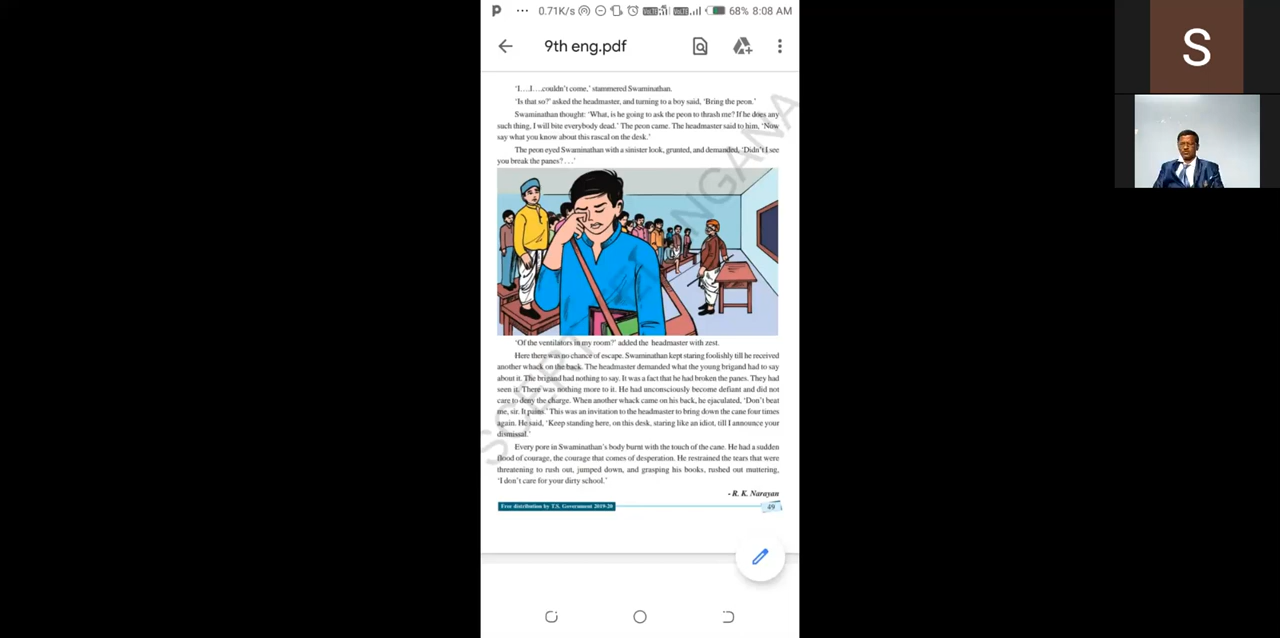 0.71K/s 68% 8:08 AM
9th eng.pdf
S
'I….I….couldn't come,' stammered Swaminathan.
'Is that so?' asked the headmaster, and turning to a boy said, 'Bring the peon.'
Swaminathan thought: 'What, is he going to ask the peon to thrash me? If he does any
such thing, I will bite everybody dead.' The peon came. The headmaster said to him, 'Now
say what you know about this rascal on the desk.'
The peon eyed Swaminathan with a sinister look, grunted, and demanded, 'Didn't I see
you break the panes?…'
'Of the ventilators in my room?' added the headmaster with zest.
Here there was no chance of escape. Swaminathan kept staring foolishly till he received
another whack on the back. The headmaster demanded what the young brigand had to say
about it. The brigand had nothing to say. It was a fact that he had broken the panes. They had
seen it. There was nothing more to it. He had unconsciously become defiant and did not
care to deny the charge. When another whack came on his back, he ejaculated, 'Don't beat
me, sir. It pains.' This was an invitation to the headmaster to bring down the cane four times
again. He said, 'Keep standing here, on this desk, staring like an idiot, till I announce your
dismissal.'
Every pore in Swaminathan's body burnt with the touch of the cane. He had a sudden
flood of courage, the courage that comes of desperation. He restrained the tears that were
threatening to rush out, jumped down, and grasping his books, rushed out muttering,
'I don't care for your dirty school.'
- R. K. Narayan
Free distribution by T.S. Government 2019-20
49